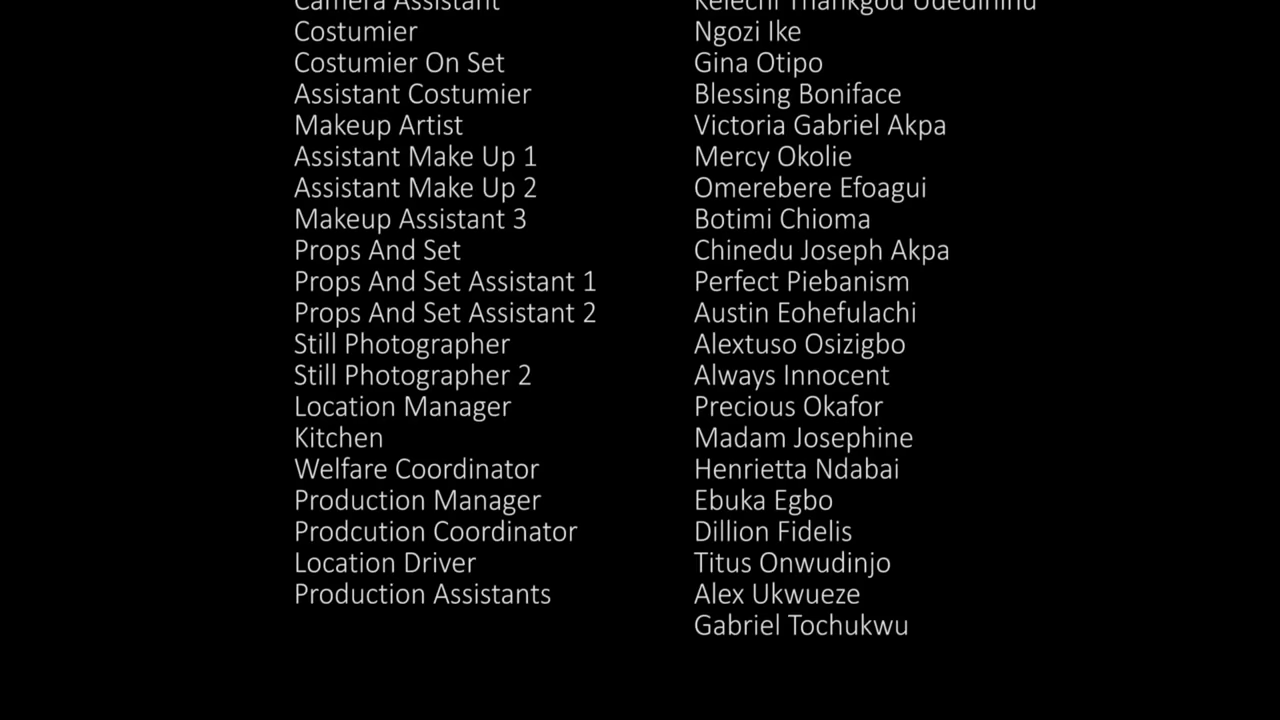 Camera Assistant Kelechi Thankgod
Costumier Ngozi Ike
Costumier On Set Gina Otipo
Assistant Costumier Blessing Boniface
Makeup Artist Victoria Gabriel Akpa
Assistant Make Up 1 Mercy Okolie
Assistant Make Up 2 Omerebere Efoagui
Makeup Assistant 3 Botimi Chioma
Props And Set Chinedu Joseph Akpa
Props And Set Assistant 1 Perfect Piebanism
Props And Set Assistant 2 Austin Eohefulachi
Still Photographer Alextuso Osizigbo
Still Photographer 2 Always Innocent
Location Manager Precious Okafor
Kitchen Madam Josephine
Welfare Coordinator Henrietta Ndabai
Production Manager Ebuka Egbo
Prodcution Coordinator Dillion Fidelis
Location Driver Titus Onwudinjo
Production Assistants Alex Ukwueze
Gabriel Tochukwu